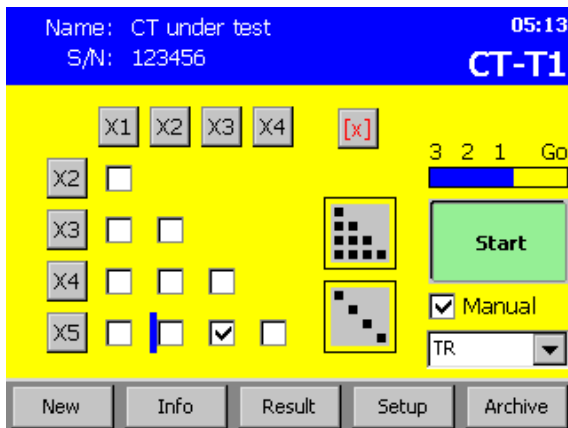 Name: CT under test
05:13
S/N: 123456
CT-T1
X1 X2 X3 X4 [x]
3 2 1 Go
X2
X3
Start
X4
Manual
X5
TR
New Info Result Setup Archive